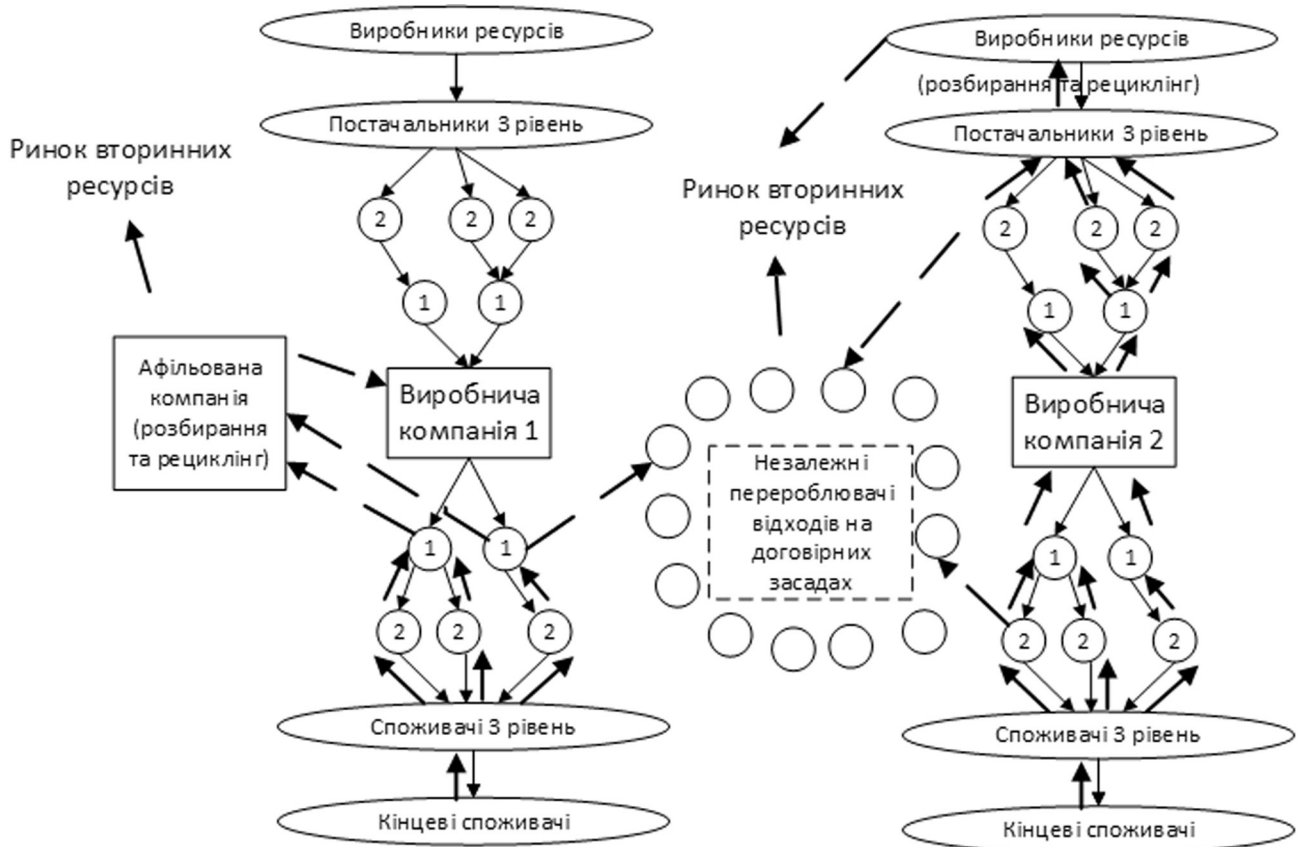 Виробники ресурсів
Постачальники 3 рівень
Ринок вторинних
ресурсів
2
2
2
1
1
Афільована
компанія
(розбирання
та рециклінг)
Виробнича
компанія 1
1
1
2
2
2
Споживачі 3 рівень
Кінцеві споживачі
Ринок вторинних
ресурсів
Незалежні
перероблювачі
відходів на
договірних
засадах
Виробники ресурсів
(розбирання та рециклінг)
Постачальники 3 рівень
2
2
2
1
1
Виробнича
компанія 2
1
1
2
2
2
Споживачі 3 рівень
Кінцеві споживачі